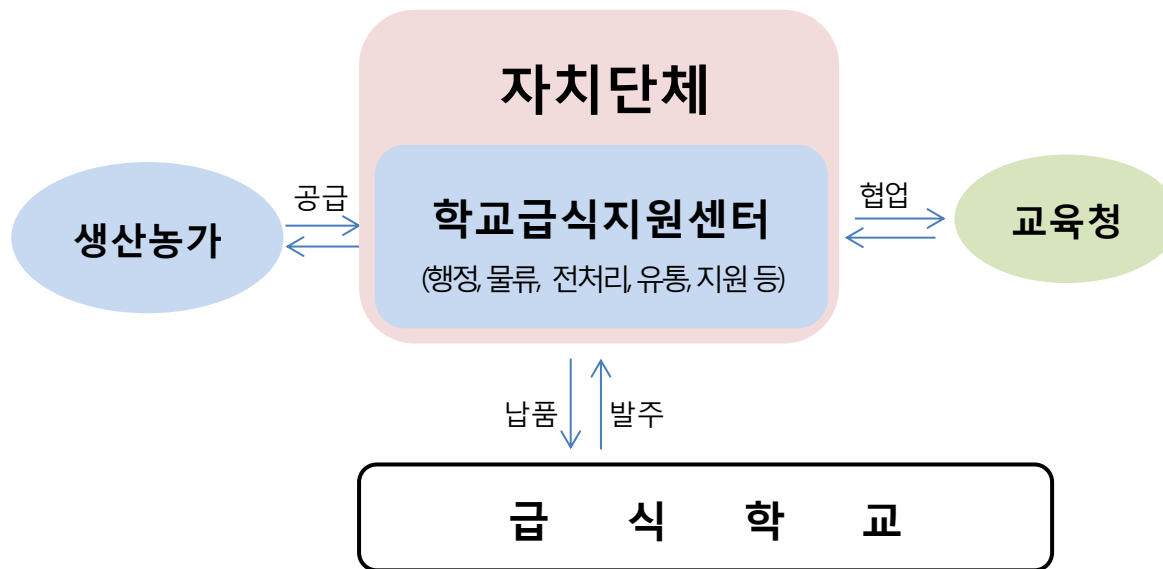 자치단체
공급
학교급식지원센터
협업
생산농가
(행정, 물류, 전처리, 유통, 지원 등)
교육청
납품
발주
급 식 학 교